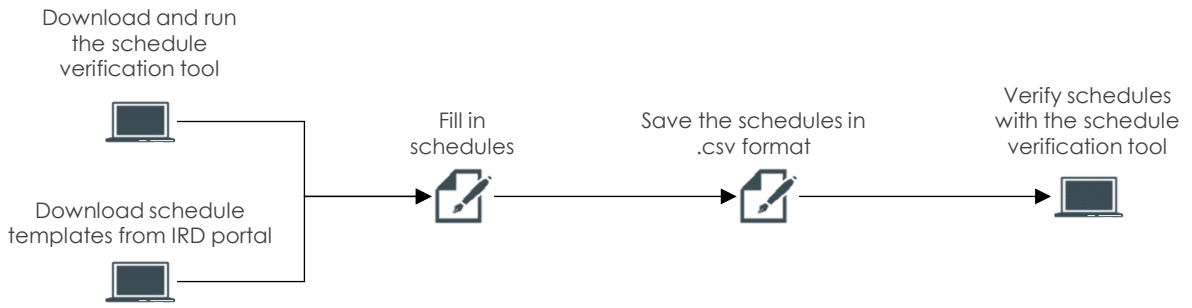 Download and run
the schedule
verification tool
Download schedule
templates from IRD portal
Fill in
schedules
Save the schedules in
.csv format
Verify schedules
with the schedule
verification tool